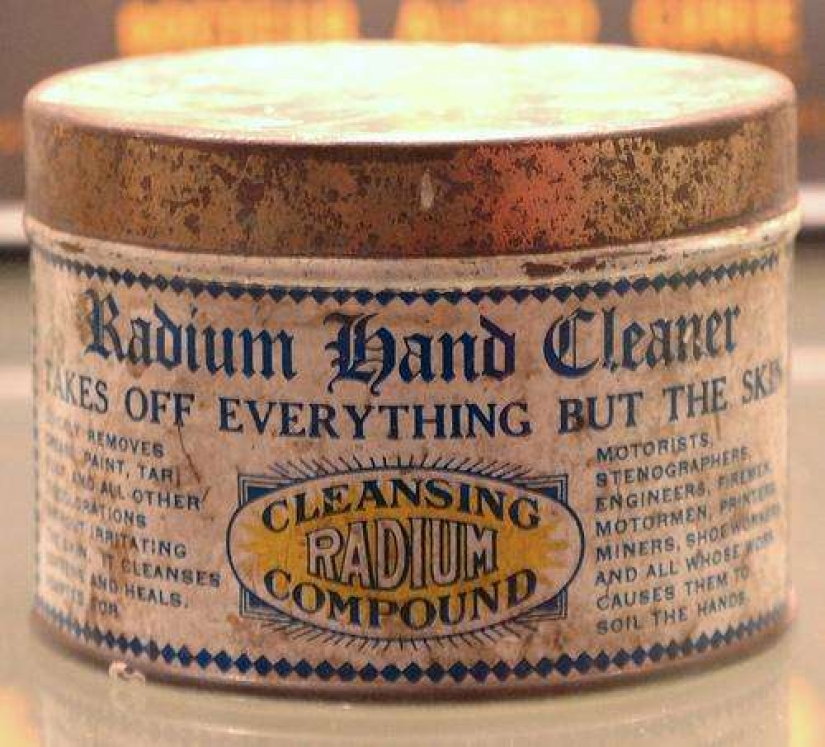 Radium Hand Cleaner
TAKES OFF EVERYTHING BUT THE SKIN
REMOVES
PAINT, TAR,
AND ALL OTHER
IRRITATING
IT CLEANSES
AND HEALS.
FOR
CLEANSING
RADIUM
COMPOUND
MOTORISTS,
STENOGRAPHERS,
ENGINEERS, FIREMEN,
MOTORMEN, PRINTERS,
MINERS, SHOEWORKERS
AND ALL WHOSE WORK
CAUSES THEM TO
SOIL THE HANDS.